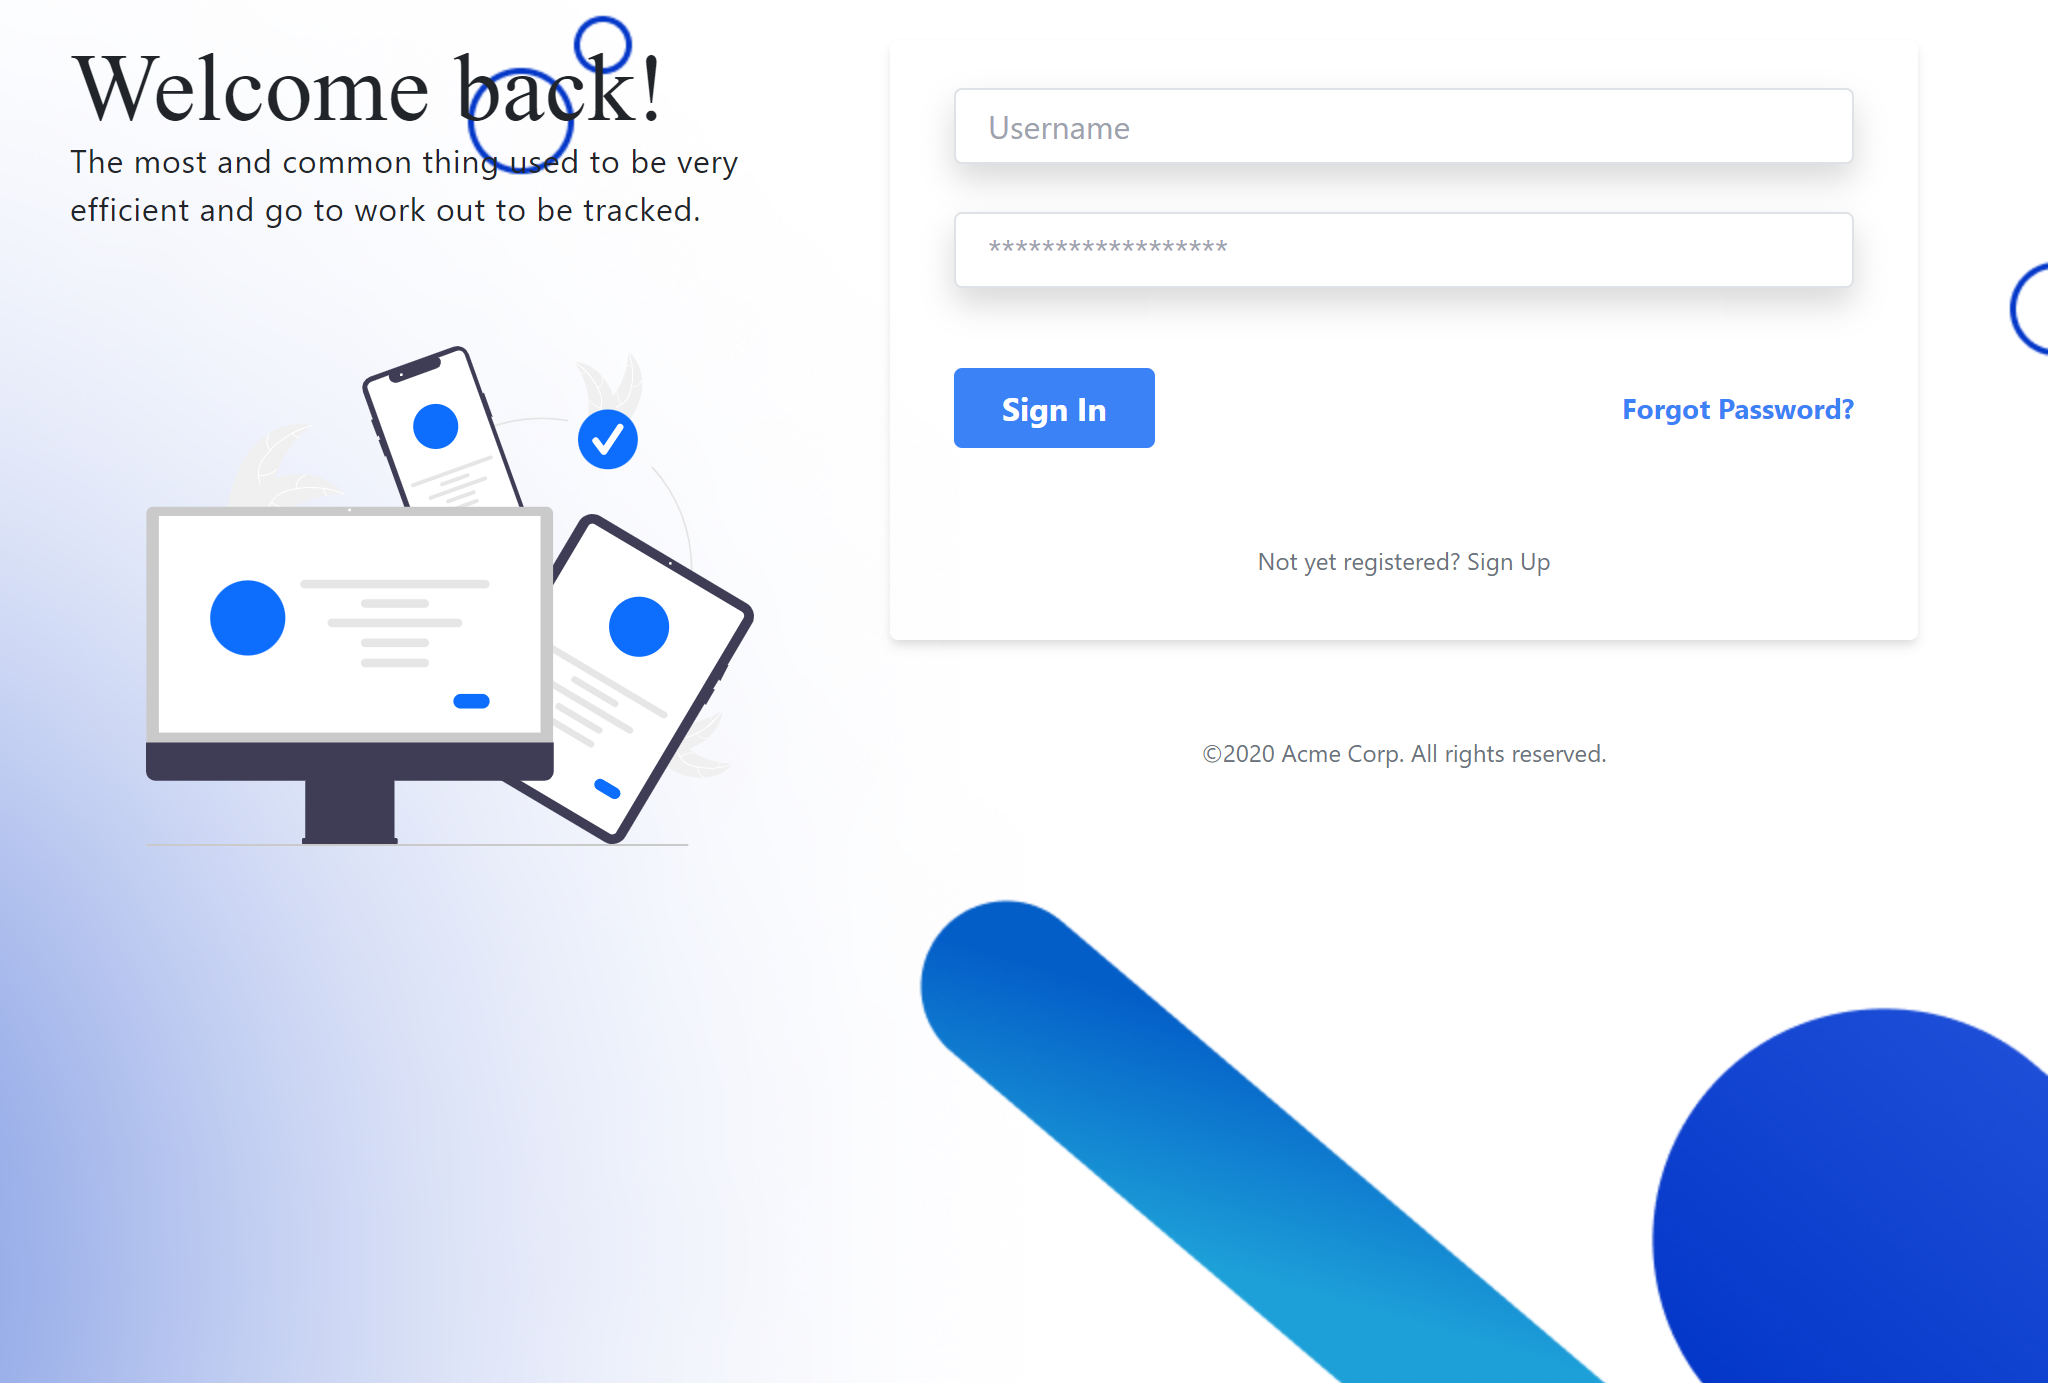 Welcome back!
The most and common thing used to be very
efficient and go to work out to be tracked.
Username
******************
Sign In
Forgot Password?
Not yet registered? Sign Up
©2020 Acme Corp. All rights reserved.